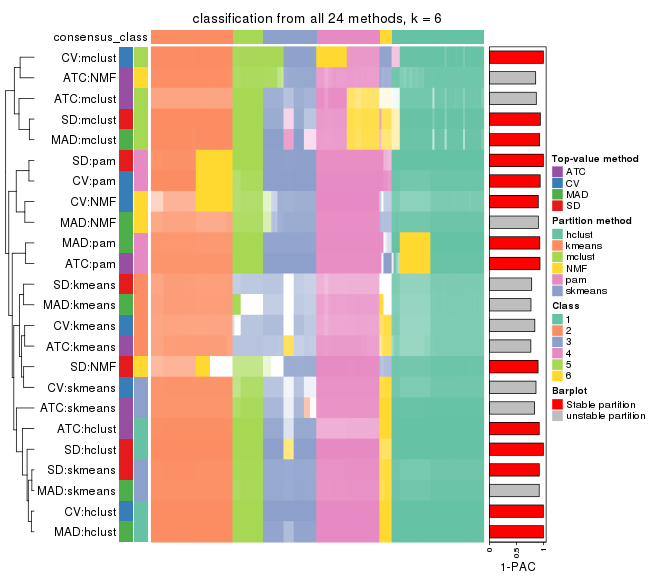 classification from all 24 methods, k = 6
consensus_class
CV:mclust
ATC:NMF
ATC:mclust
SD:mclust
MAD:mclust
SD:pam
CV:pam
CV:NMF
MAD:NMF
MAD:pam
ATC:pam
SD:kmeans
MAD:kmeans
CV:kmeans
ATC:kmeans
SD:NMF
CV:skmeans
ATC:skmeans
ATC:hclust
SD:hclust
SD:skmeans
MAD:skmeans
CV:hclust
MAD:hclust
0
0.5
1
1-PAC
Top-value method
ATC
CV
MAD
SD
Partition method
hclust
kmeans
mclust
NMF
pam
skmeans
Class
1
2
3
4
5
6
Barplot
Stable partition
unstable partition